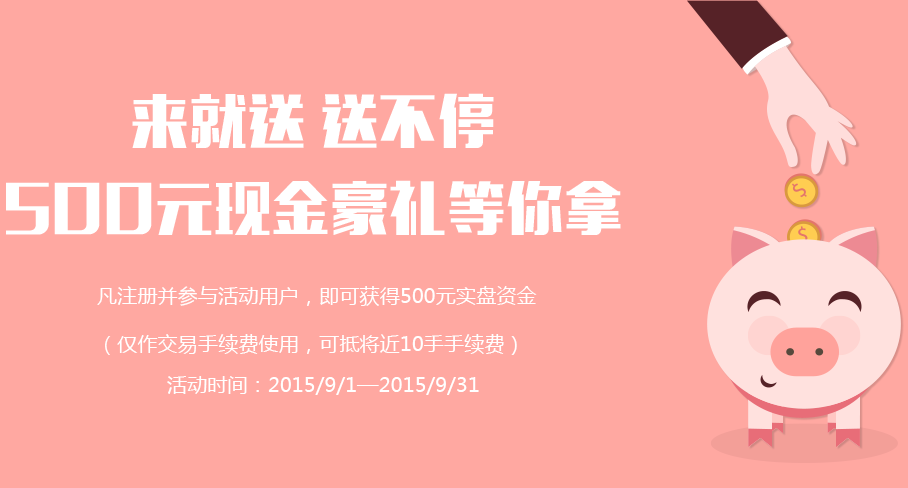 来就送 送不停
500元现金豪礼等你拿
凡注册并参与活动用户，即可获得500元实盘资金
（仅作交易手续费使用，可抵将近10手手续费）
活动时间：2015/9/1—2015/9/31